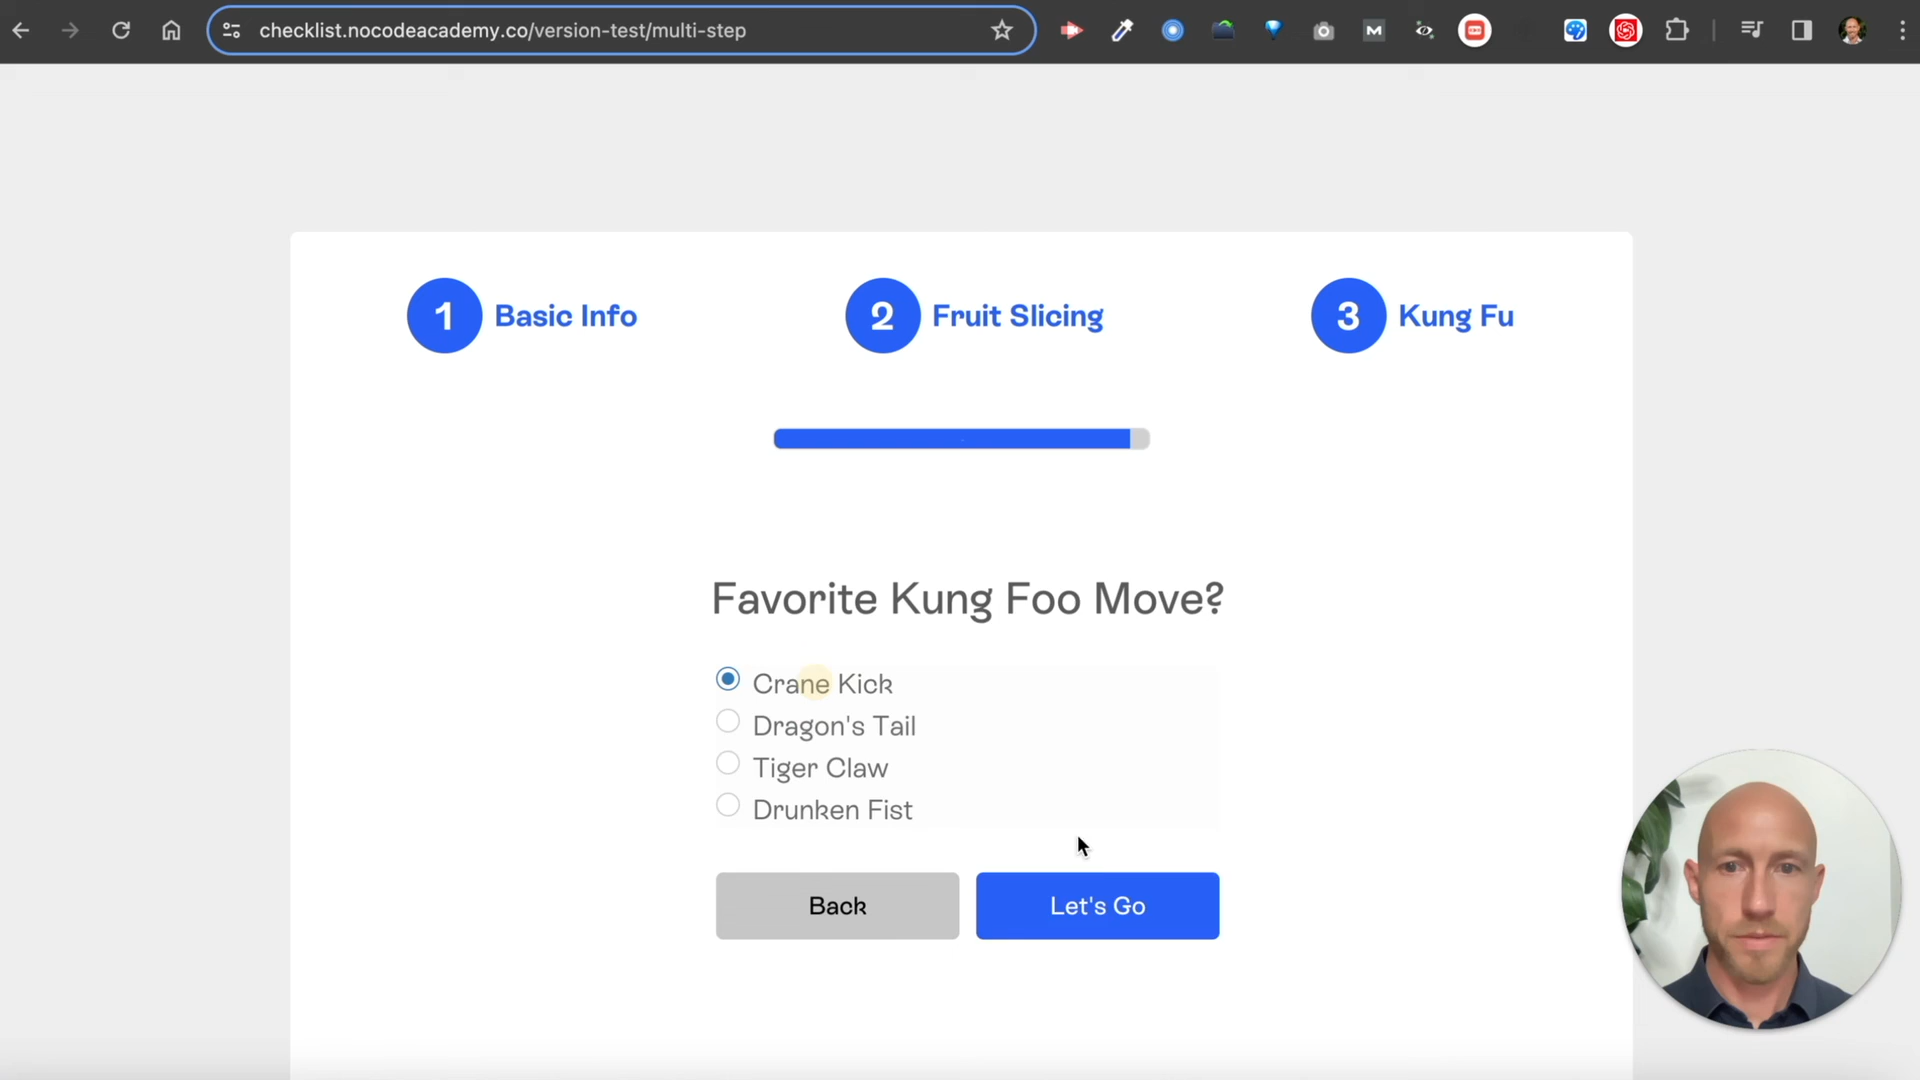 checklist.nocodeacademy.co/version-test/multi-step
1 Basic Info
2 Fruit Slicing
3 Kung Fu
Favorite Kung Foo Move?
Crane Kick
Dragon's Tail
Tiger Claw
Drunken Fist
Back
Let's Go